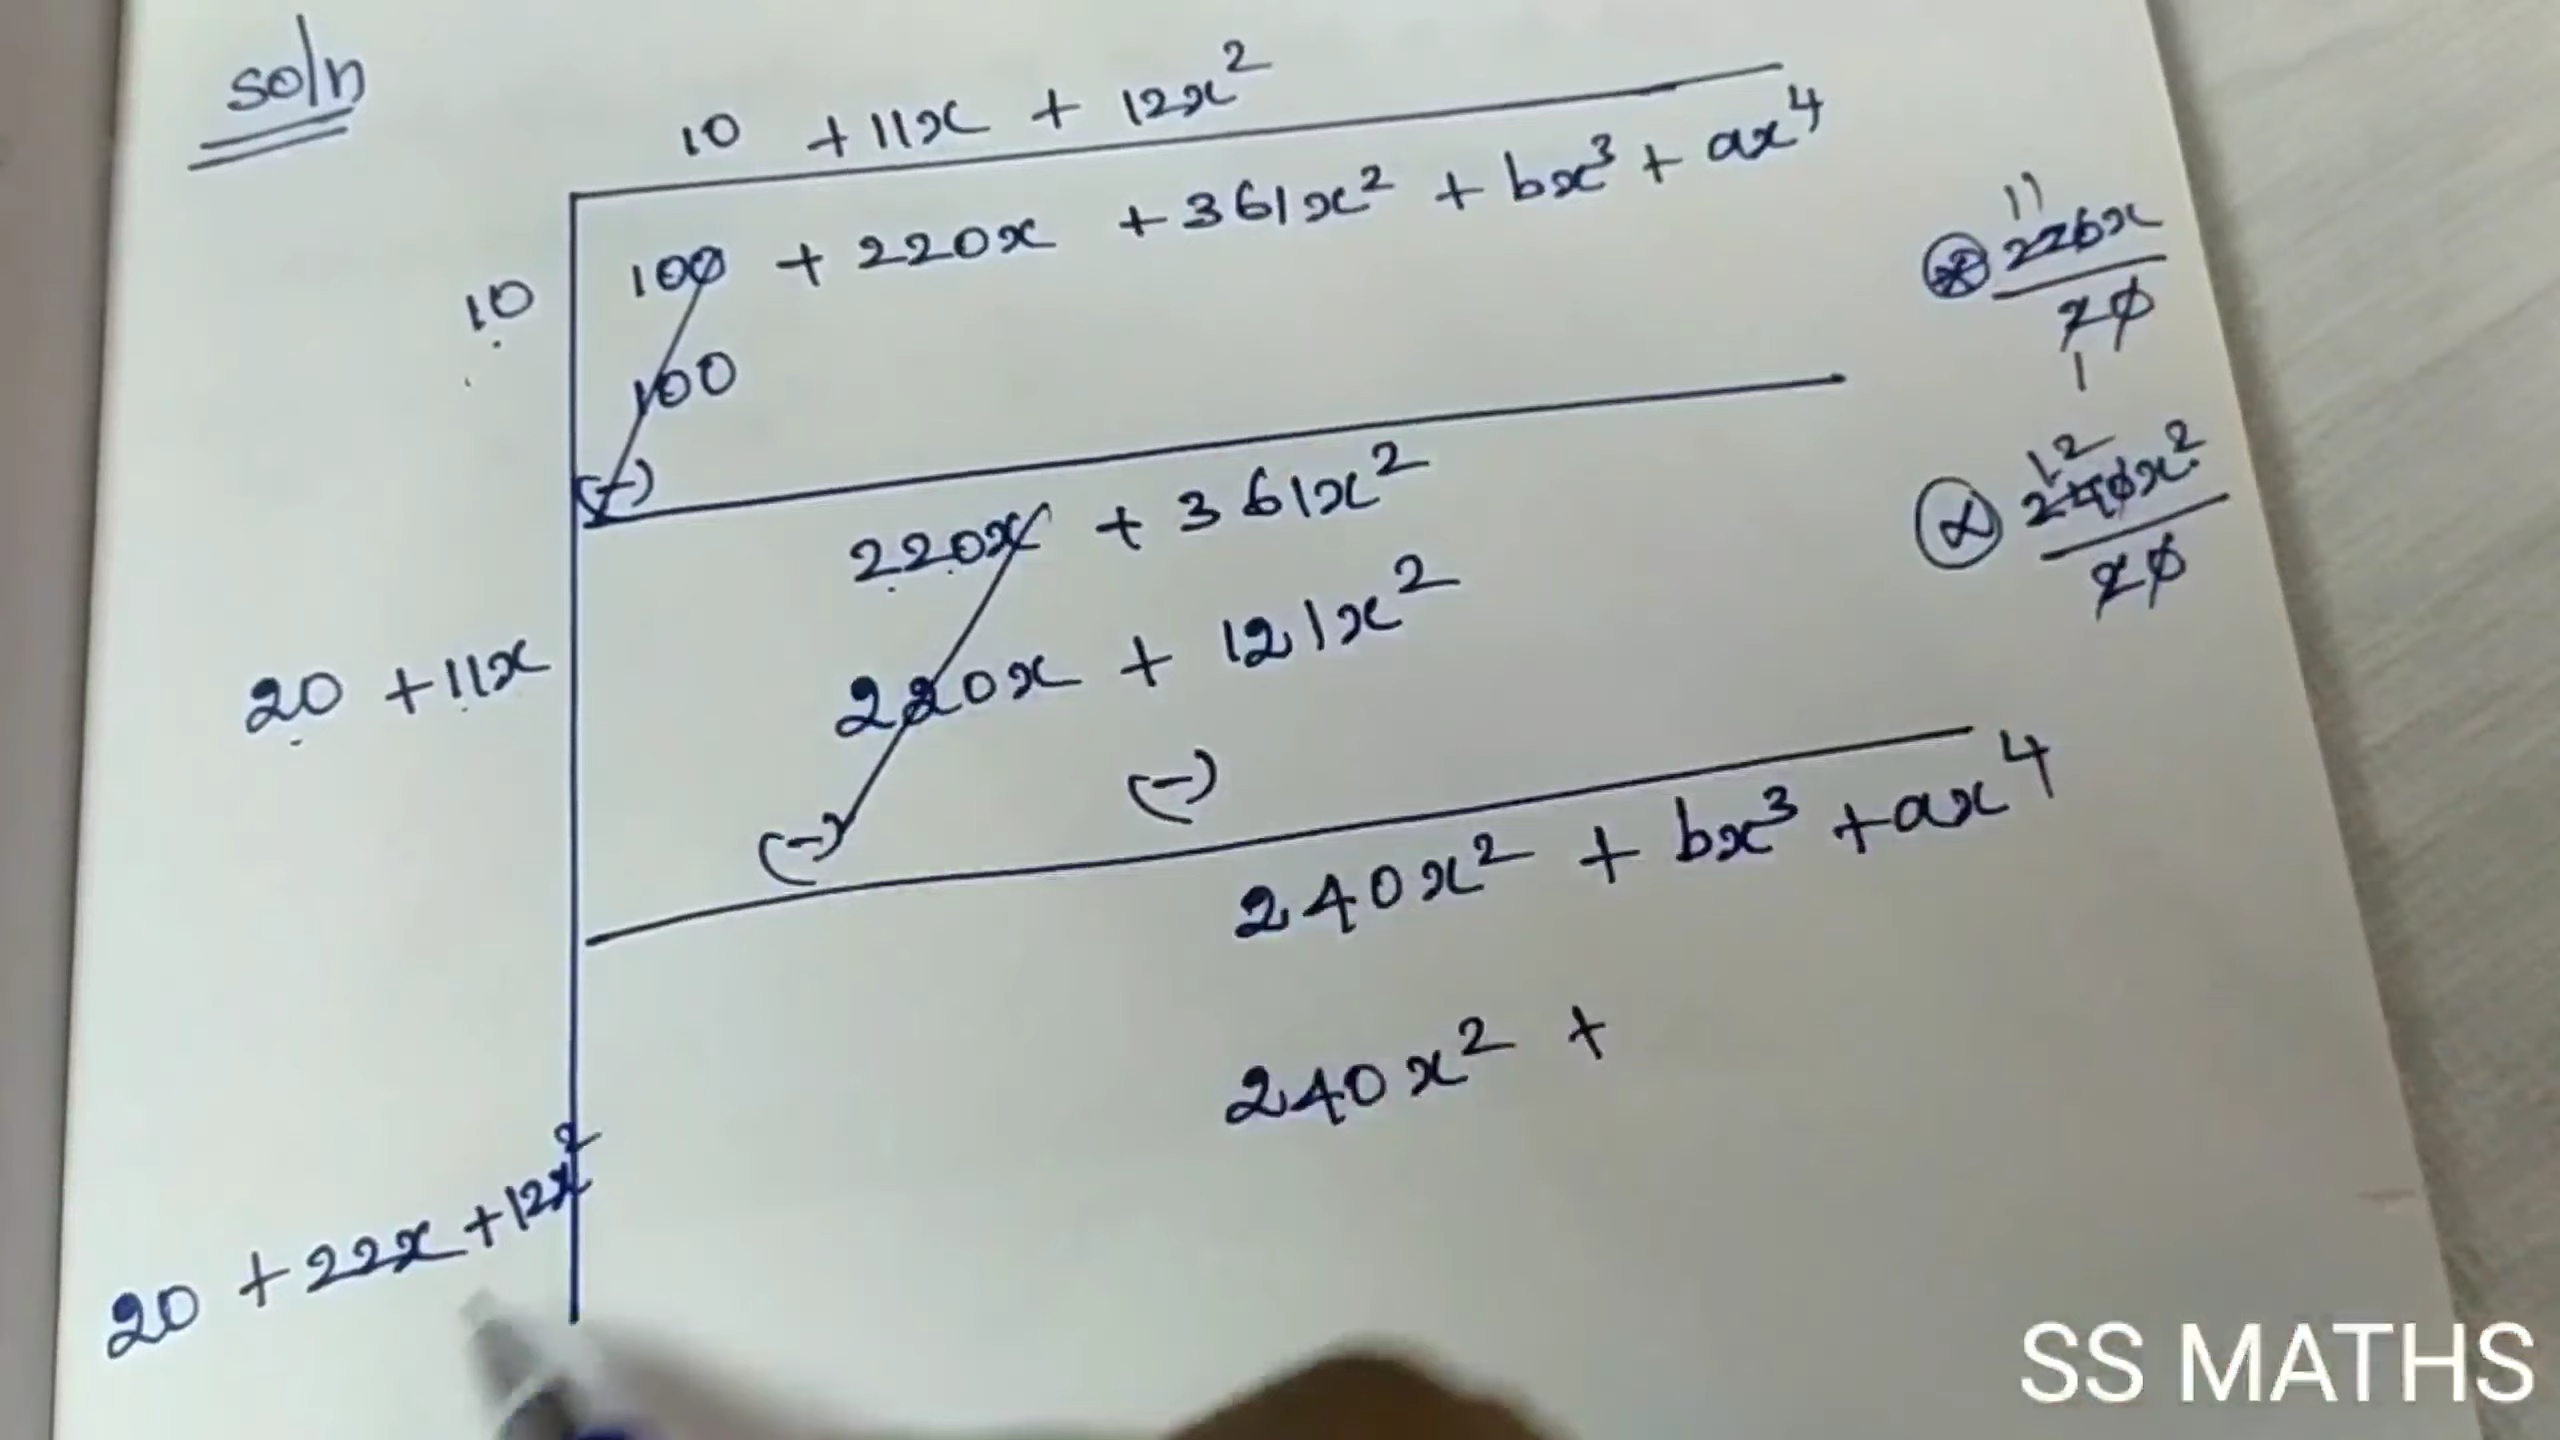 soln
10 + 11x + 12x²
10 100 + 220x + 361x² + bx³ + ax⁴
100
(-)
220x + 361x²
20 + 11x 220x + 121x²
(-) (-)
240x² + bx³ + ax⁴
240x² +
20 + 22x + 12x²
11
220x
20
1
12
240x²
20
SS MATHS